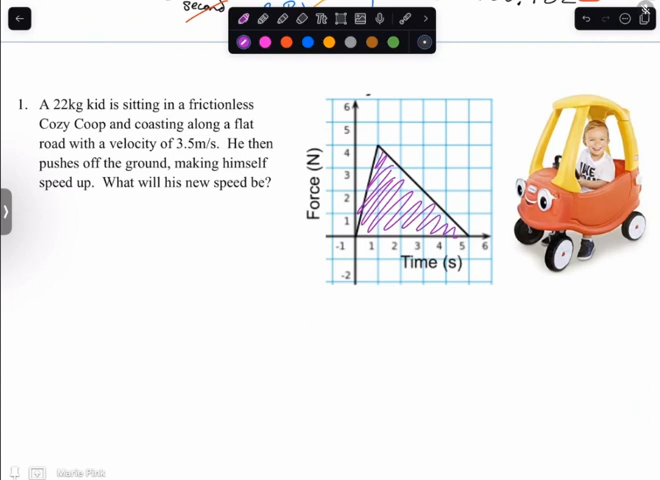 second
1. A 22kg kid is sitting in a frictionless
Cozy Coop and coasting along a flat
road with a velocity of 3.5m/s. He then
pushes off the ground, making himself
speed up. What will his new speed be?
Force (N)
6
5
4
3
2
1
-1 1 2 3 4 5 6
Time (s)
-2
Marie Pink